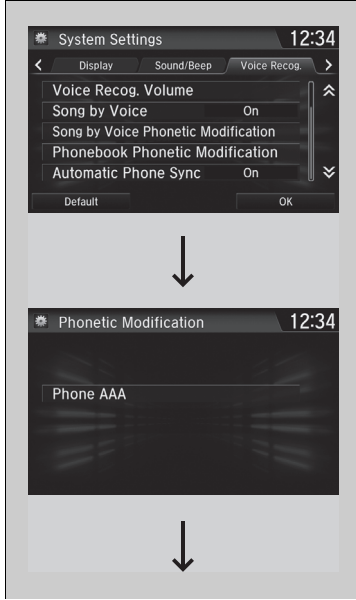 System Settings 12:34
Display Sound/Beep Voice Recog.
Voice Recog. Volume
Song by Voice On
Song by Voice Phonetic Modification
Phonebook Phonetic Modification
Automatic Phone Sync On
Default OK
Phonetic Modification 12:34
Phone AAA